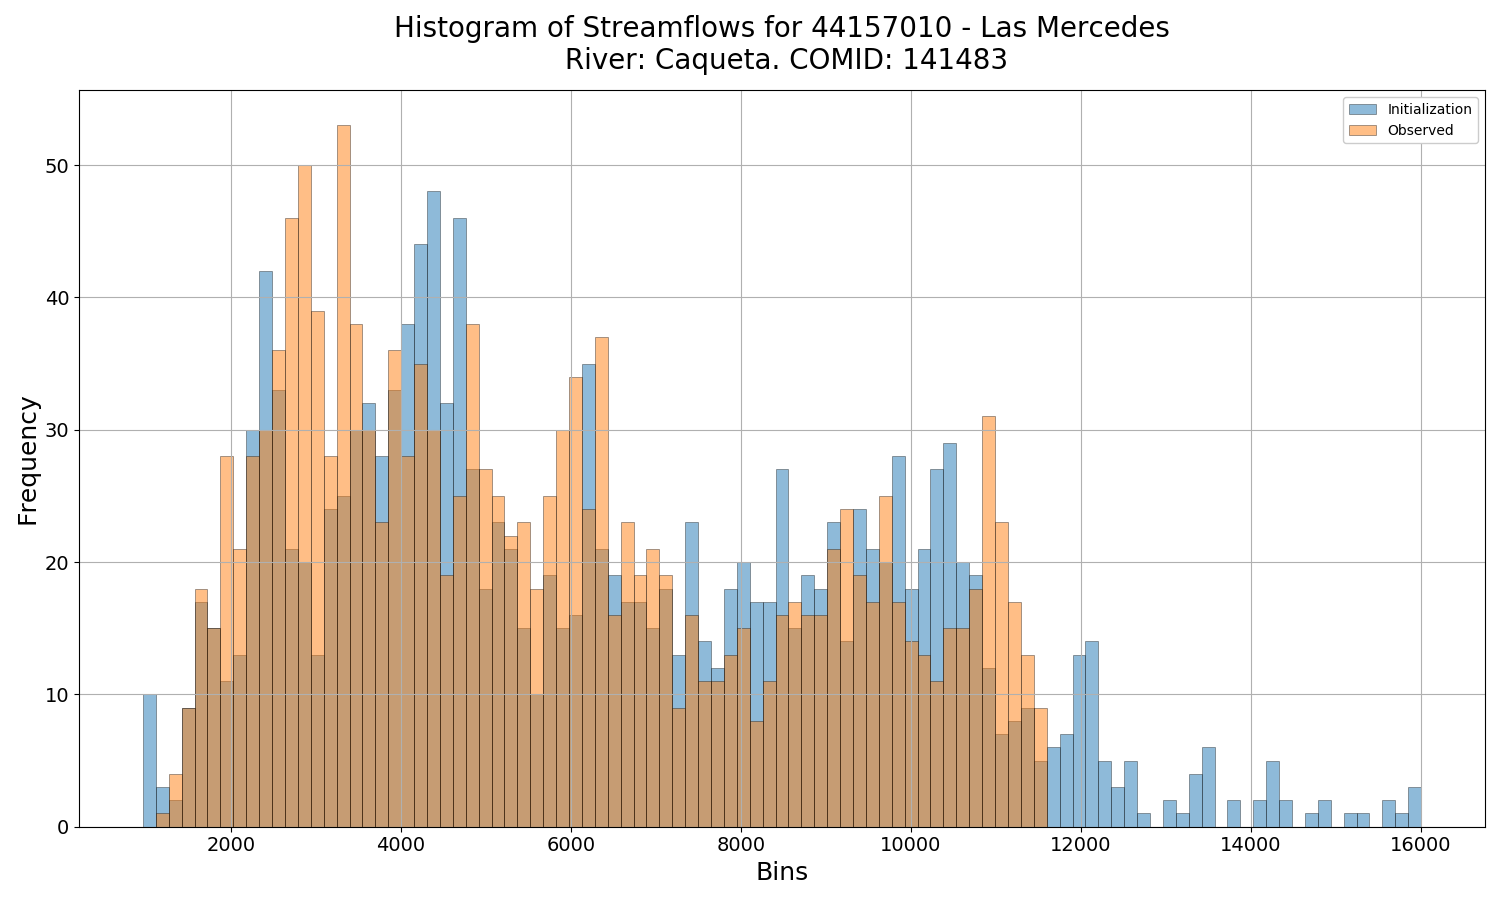 Histogram of Streamflows for 44157010 - Las Mercedes
River: Caqueta. COMID: 141483
Initialization
Observed
50
40
30
20
10
0
Frequency
2000
4000
6000
8000
10000
12000
14000
16000
Bins